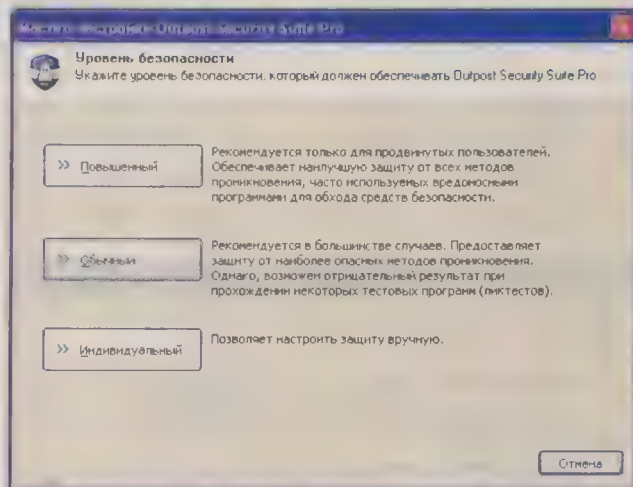 Outpost Security Suite Pro
Уровень безопасности
Укажите уровень безопасности, который должен обеспечивать Outpost Security Suite Pro
>> Повышенный
Рекомендуется только для продвинутых пользователей.
Обеспечивает наилучшую защиту от всех методов
проникновения, часто используемых вредоносными
программами для обхода средств безопасности.
>> Обычный
Рекомендуется в большинстве случаев. Предоставляет
защиту от наиболее опасных методов проникновения.
Однако, возможен отрицательный результат при
прохождении некоторых тестовых программ (ликтестов).
>> Индивидуальный
Позволяет настроить защиту вручную.
Отмена